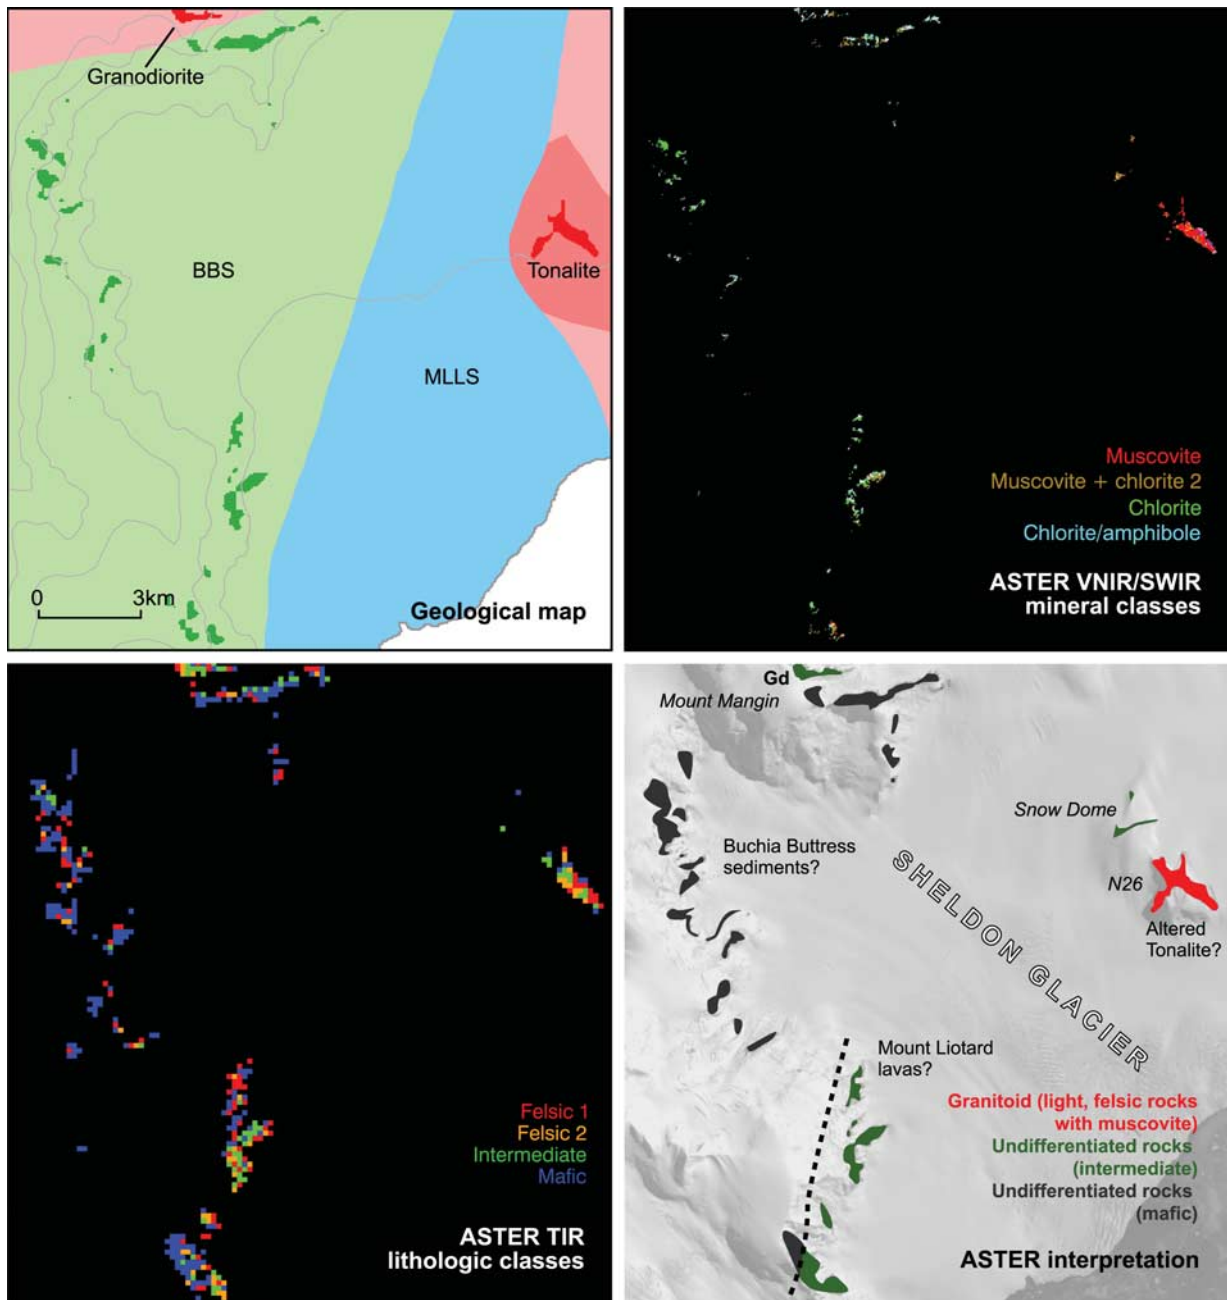 Granodiorite
BBS
Tonalite
MLLS
0 3km
Geological map
Muscovite
Muscovite + chlorite 2
Chlorite
Chlorite/amphibole
ASTER VNIR/SWIR
mineral classes
Felsic 1
Felsic 2
Intermediate
Mafic
ASTER TIR
lithologic classes
Gd
Mount Mangin
Snow Dome
Buchia Buttress
sediments?
SHELDON GLACIER
N26
Altered
Tonalite?
Mount Liotard
lavas?
Granitoid (light, felsic rocks
with muscovite)
Undifferentiated rocks
(intermediate)
Undifferentiated rocks
(mafic)
ASTER interpretation